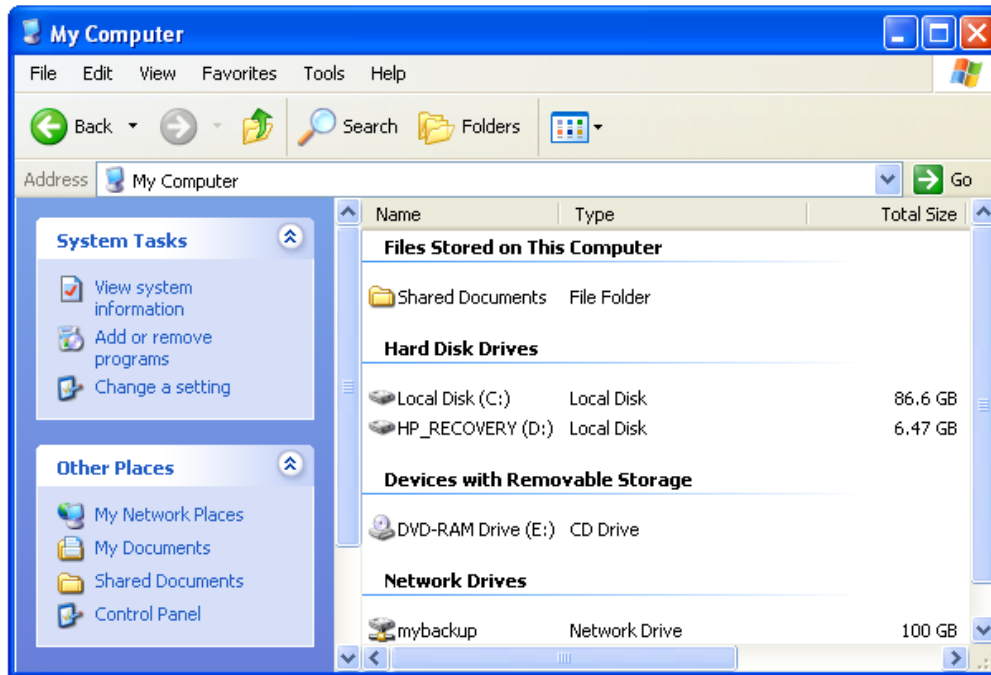 My Computer
File Edit View Favorites Tools Help
Back Search Folders
Address My Computer Go
System Tasks
View system
information
Add or remove
programs
Change a setting
Other Places
My Network Places
My Documents
Shared Documents
Control Panel
Name Type Total Size
Files Stored on This Computer
Shared Documents File Folder
Hard Disk Drives
Local Disk (C:) Local Disk 86.6 GB
HP_RECOVERY (D:) Local Disk 6.47 GB
Devices with Removable Storage
DVD-RAM Drive (E:) CD Drive
Network Drives
mybackup Network Drive 100 GB